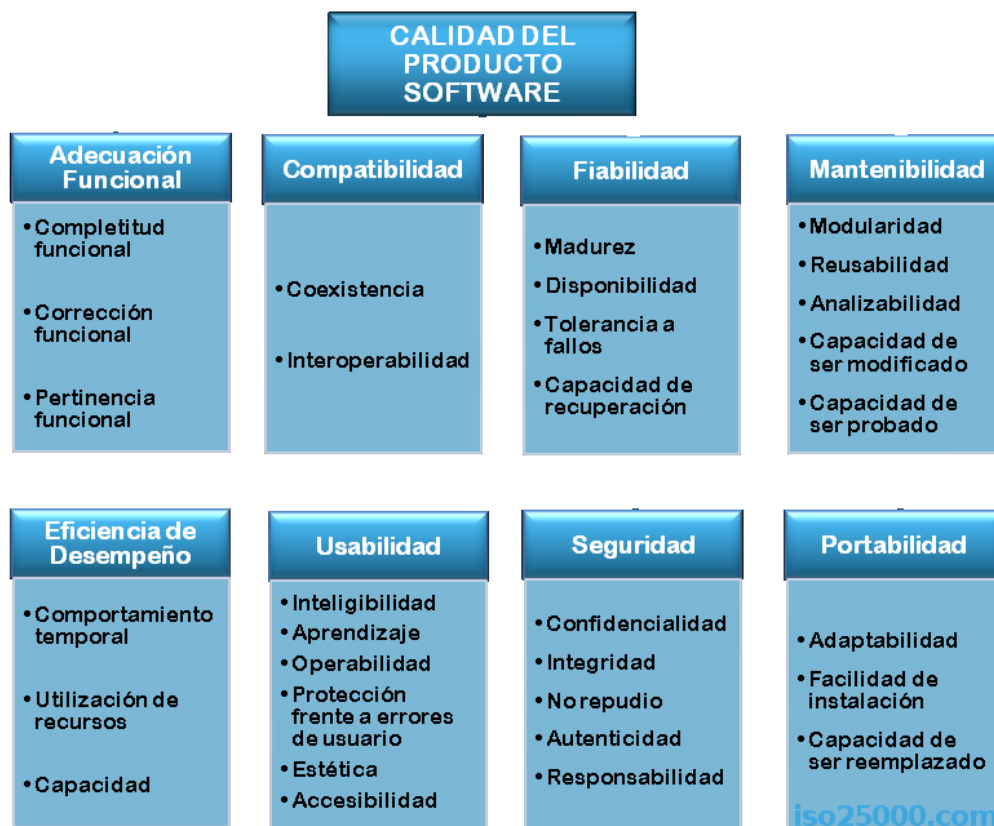 CALIDAD DEL
PRODUCTO
SOFTWARE
Adecuación
Funcional
•Completitud
funcional
•Corrección
funcional
•Pertinencia
funcional
Compatibilidad
•Coexistencia
•Interoperabilidad
Fiabilidad
•Madurez
•Disponibilidad
•Tolerancia a
fallos
•Capacidad de
recuperación
Mantenibilidad
•Modularidad
•Reusabilidad
•Analizabilidad
•Capacidad de
ser modificado
•Capacidad de
ser probado
Eficiencia de
Desempeño
•Comportamiento
temporal
•Utilización de
recursos
•Capacidad
Usabilidad
•Inteligibilidad
•Aprendizaje
•Operabilidad
•Protección
frente a errores
de usuario
•Estética
•Accesibilidad
Seguridad
•Confidencialidad
•Integridad
•No repudio
•Autenticidad
•Responsabilidad
Portabilidad
•Adaptabilidad
•Facilidad de
instalación
•Capacidad de
ser reemplazado
iso25000.com